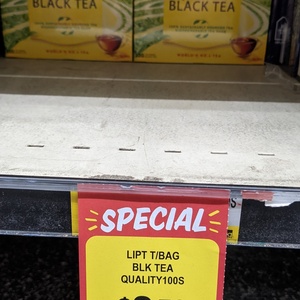 BLACK TEA
BLACK TEA
SPECIAL
LIPT T/BAG
BLK TEA
QUALITY100S